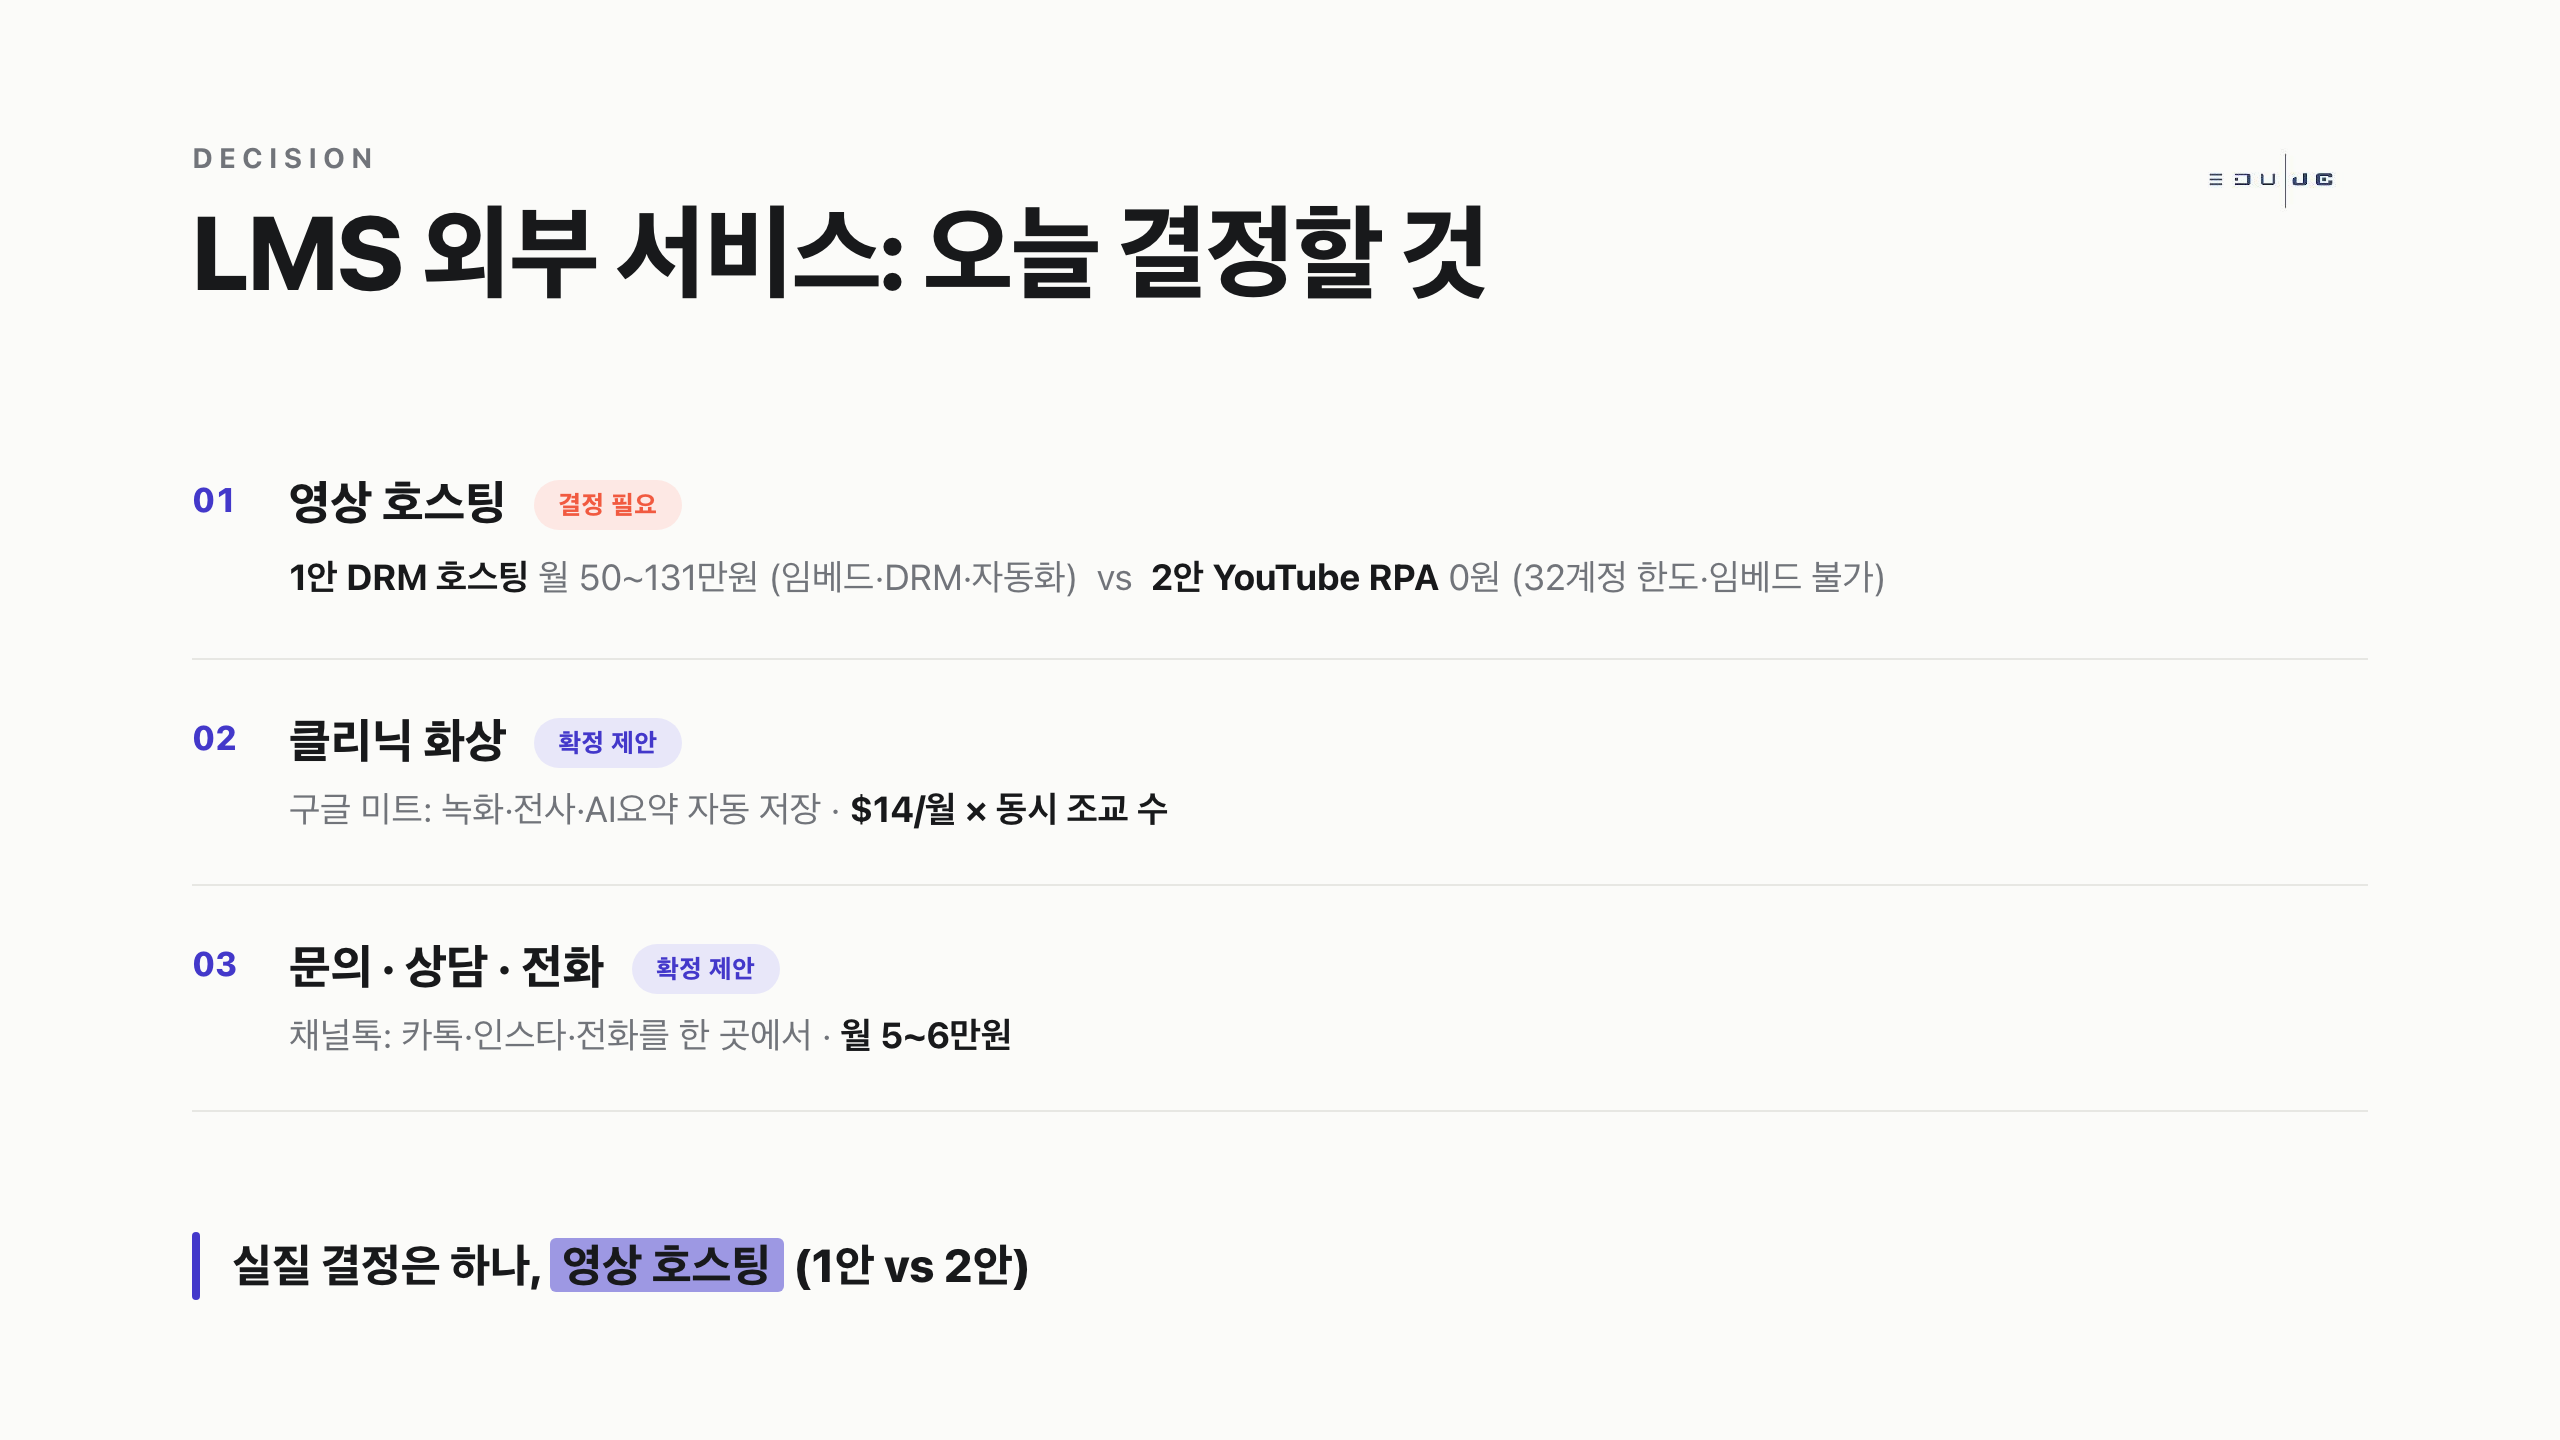 DECISION
EDU JC
LMS 외부 서비스: 오늘 결정할 것
01 영상 호스팅 결정 필요
1안 DRM 호스팅 월 50~131만원 (임베드·DRM·자동화) vs 2안 YouTube RPA 0원 (32계정 한도·임베드 불가)
02 클리닉 화상 확정 제안
구글 미트: 녹화·전사·AI요약 자동 저장 · $14/월 × 동시 조교 수
03 문의 · 상담 · 전화 확정 제안
채널톡: 카톡·인스타·전화를 한 곳에서 · 월 5~6만원
실질 결정은 하나, 영상 호스팅 (1안 vs 2안)